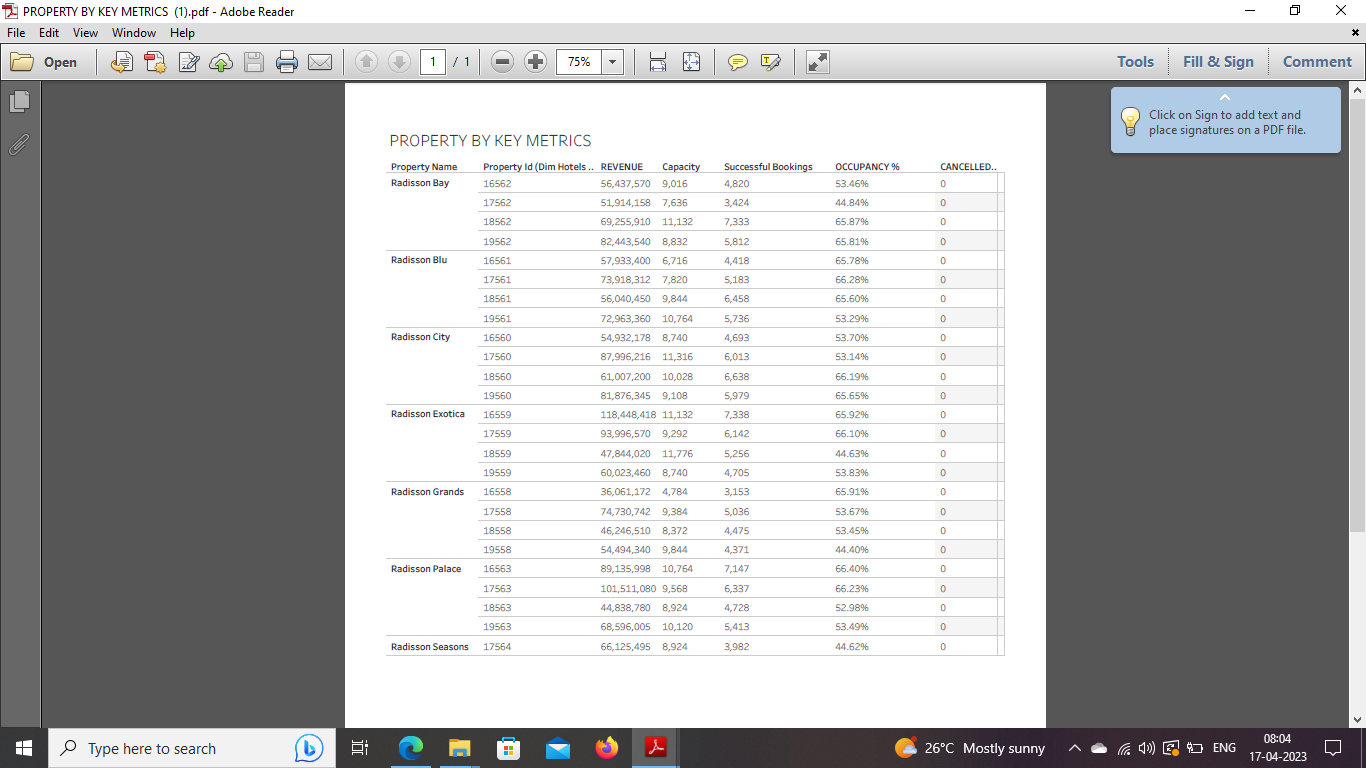 PROPERTY BY KEY METRICS  (1).pdf - Adobe Reader
File Edit View Window Help
Open 1 / 1 75% Tools Fill & Sign Comment
Click on Sign to add text and
place signatures on a PDF file.
PROPERTY BY KEY METRICS
Property Name Property Id (Dim Hotels .. REVENUE Capacity Successful Bookings OCCUPANCY % CANCELLED..
Radisson Bay 16562 56,437,570 9,016 4,820 53.46% 0
17562 51,914,158 7,636 3,424 44.84% 0
18562 69,255,910 11,132 7,333 65.87% 0
19562 82,443,540 8,832 5,812 65.81% 0
Radisson Blu 16561 57,933,400 6,716 4,418 65.78% 0
17561 73,918,312 7,820 5,183 66.28% 0
18561 56,040,450 9,844 6,458 65.60% 0
19561 72,963,360 10,764 5,736 53.29% 0
Radisson City 16560 54,932,178 8,740 4,693 53.70% 0
17560 87,996,216 11,316 6,013 53.14% 0
18560 61,007,200 10,028 6,638 66.19% 0
19560 81,876,345 9,108 5,979 65.65% 0
Radisson Exotica 16559 118,448,418 11,132 7,338 65.92% 0
17559 93,996,570 9,292 6,142 66.10% 0
18559 47,844,020 11,776 5,256 44.63% 0
19559 60,023,460 8,740 4,705 53.83% 0
Radisson Grands 16558 36,061,172 4,784 3,153 65.91% 0
17558 74,730,742 9,384 5,036 53.67% 0
18558 46,246,510 8,372 4,475 53.45% 0
19558 54,494,340 9,844 4,371 44.40% 0
Radisson Palace 16563 89,135,998 10,764 7,147 66.40% 0
17563 101,511,080 9,568 6,337 66.23% 0
18563 44,838,780 8,924 4,728 52.98% 0
19563 68,596,005 10,120 5,413 53.49% 0
Radisson Seasons 17564 66,125,495 8,924 3,982 44.62% 0
Type here to search 26°C Mostly sunny ENG 08:04
17-04-2023